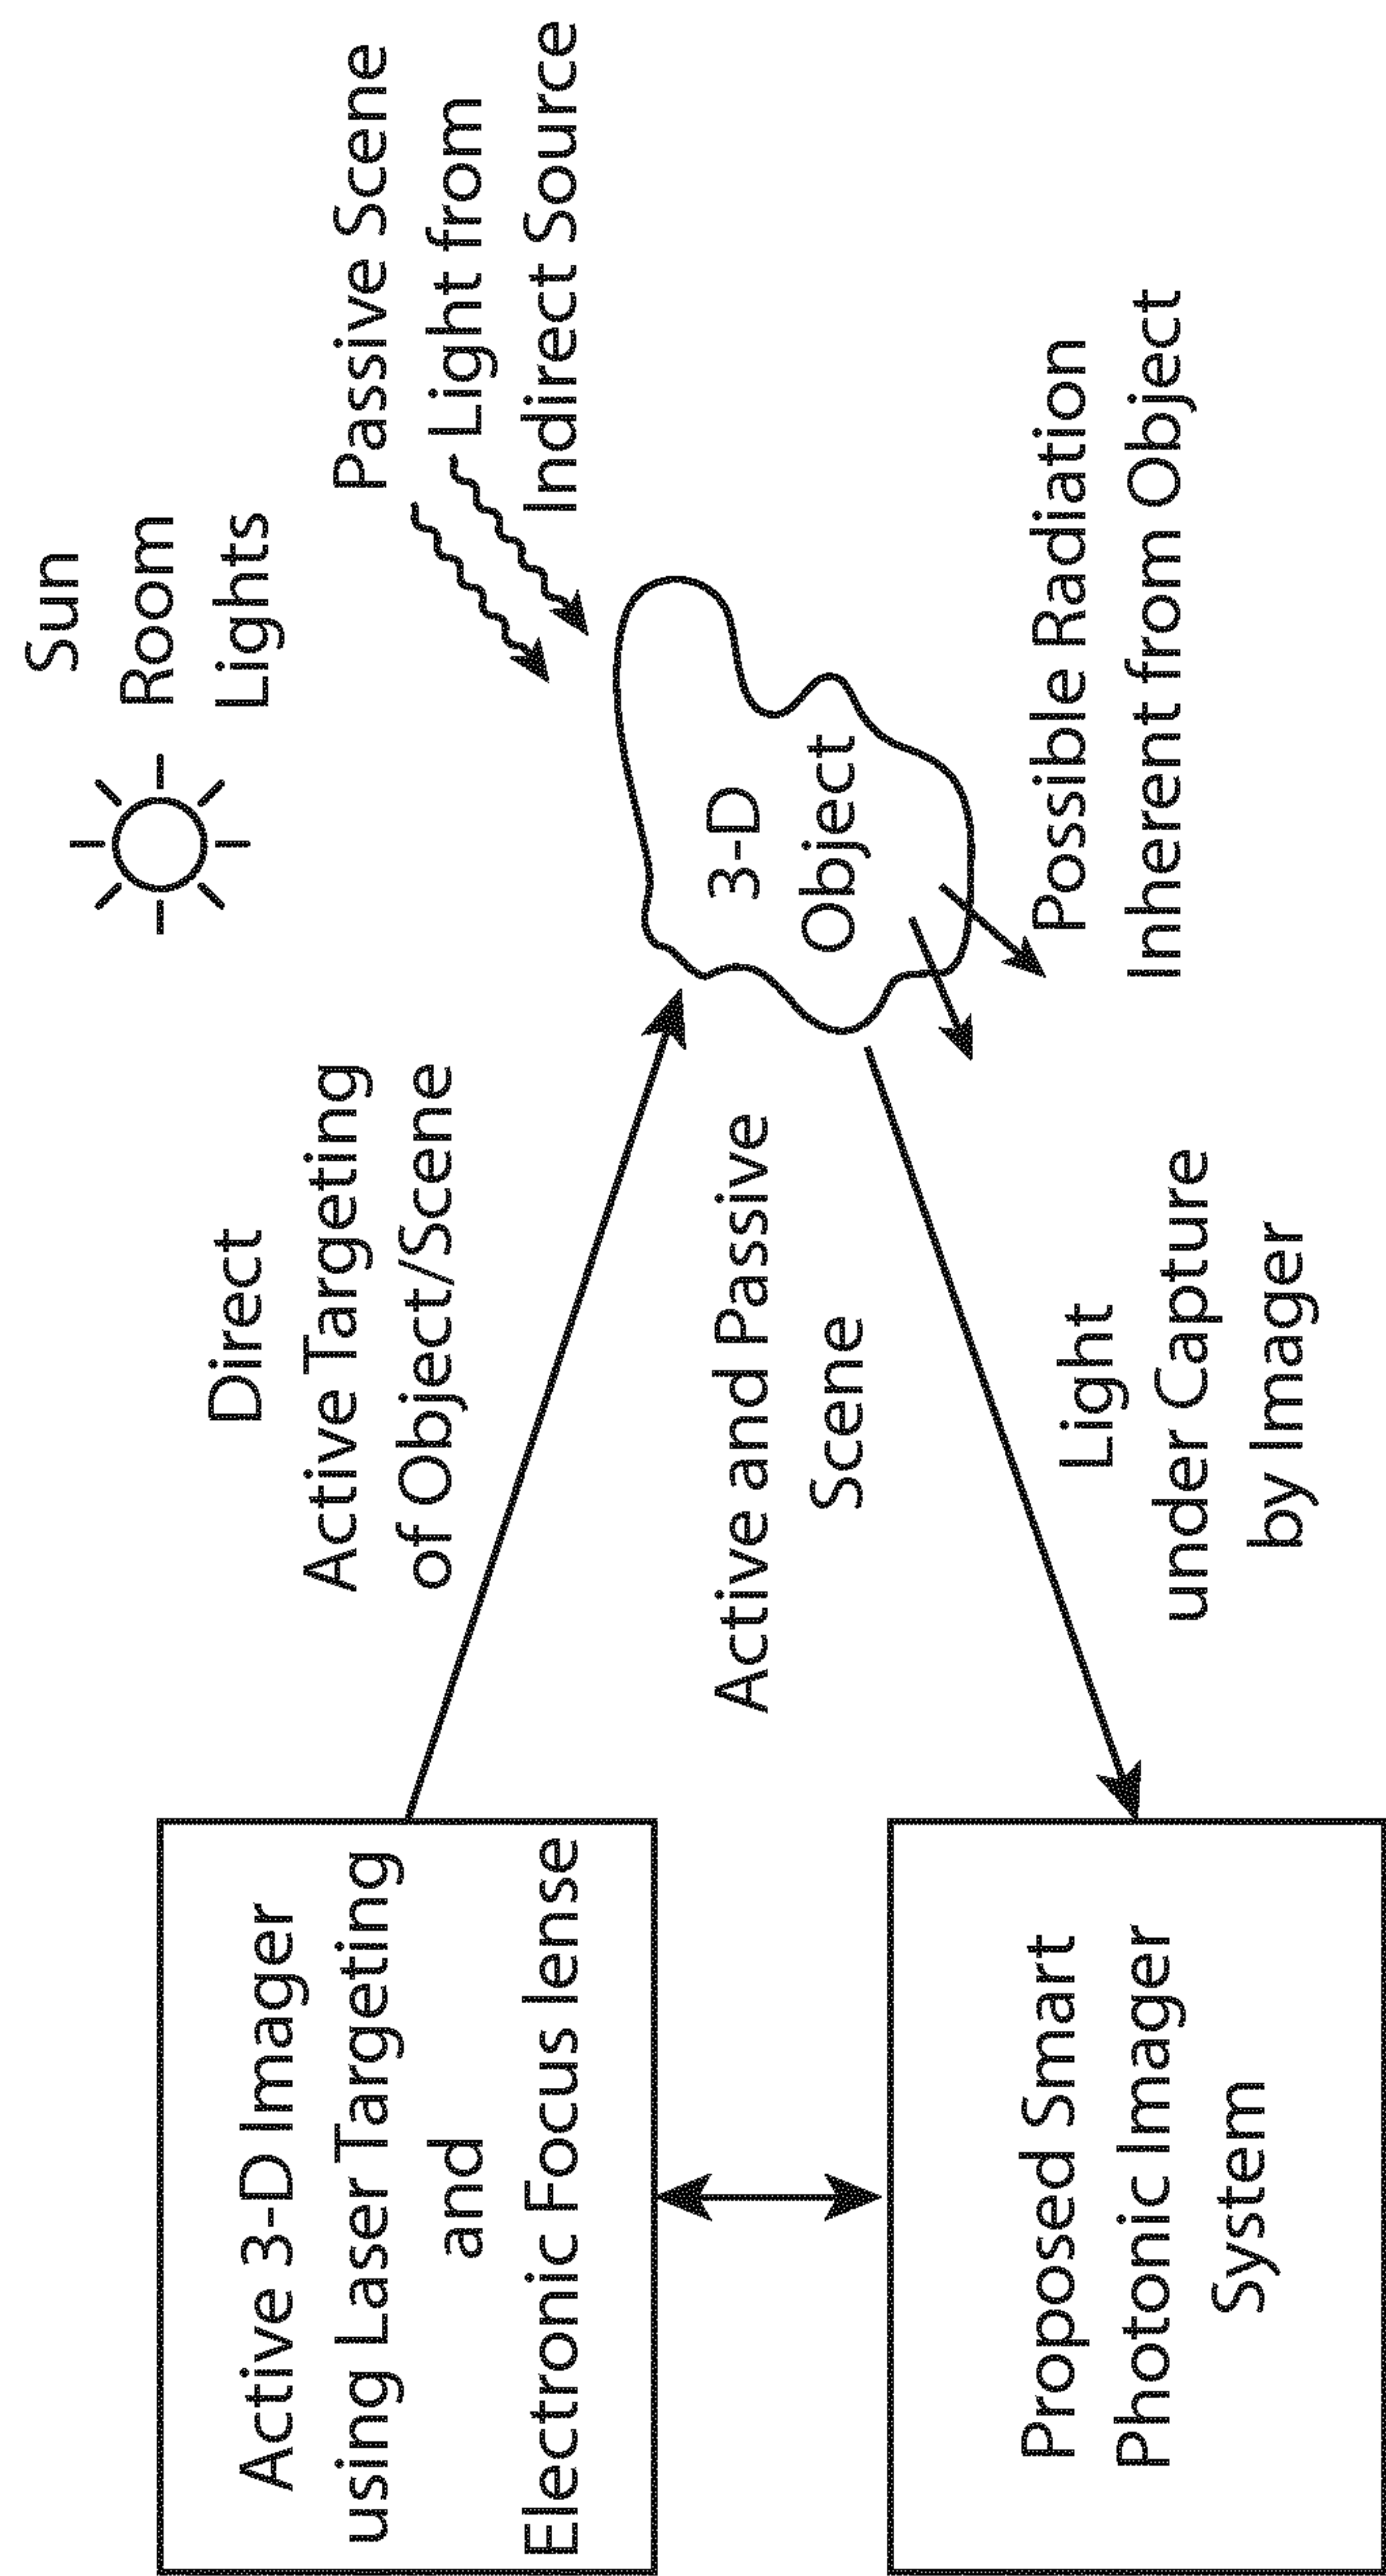 Active 3-D Imager
using Laser Targeting
and
Electronic Focus lense
Direct
Active Targeting
of Object/Scene
Sun
Room
Lights
Passive Scene
Light from
Indirect Source
3-D
Object
Active and Passive
Scene
Possible Radiation
Inherent from Object
Light
under Capture
by Imager
Proposed Smart
Photonic Imager
System